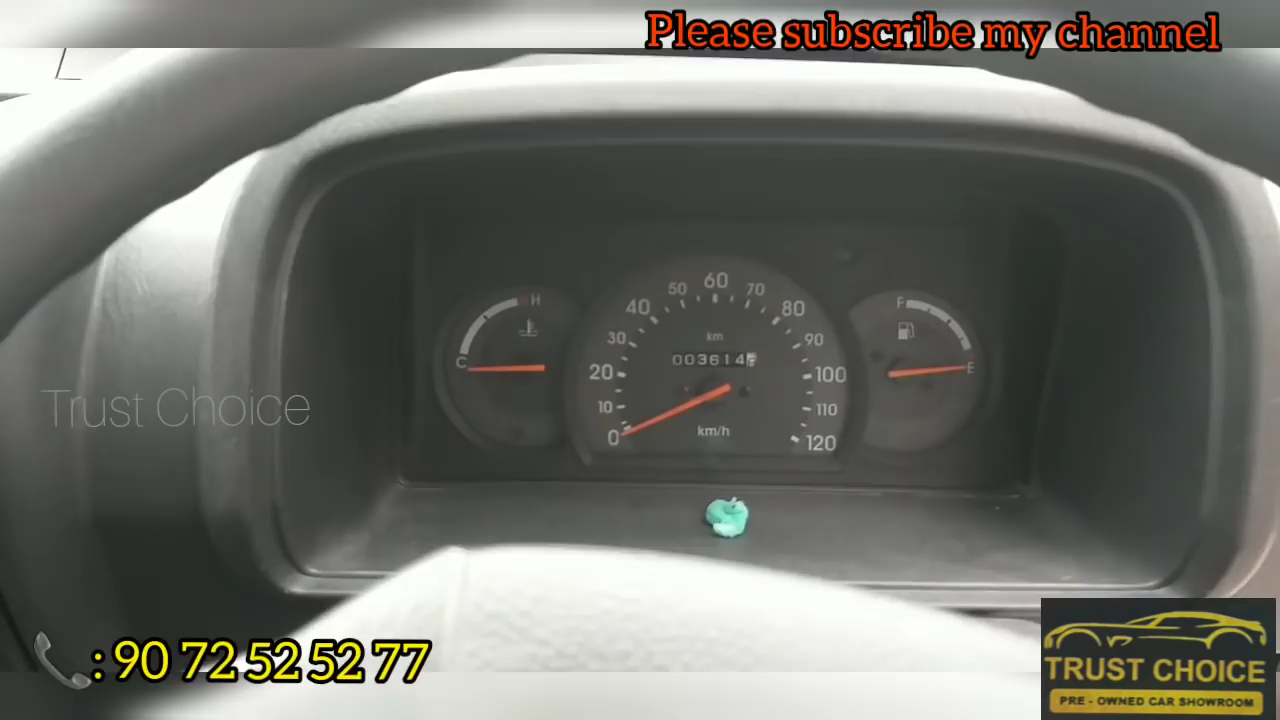 Please subscribe my channel
H
C
0
10
20
30
40
50
60
70
80
90
100
110
120
km
003614
km/h
F
E
Trust Choice
: 90 72 52 52 77
TRUST CHOICE
PRE - OWNED CAR SHOWROOM